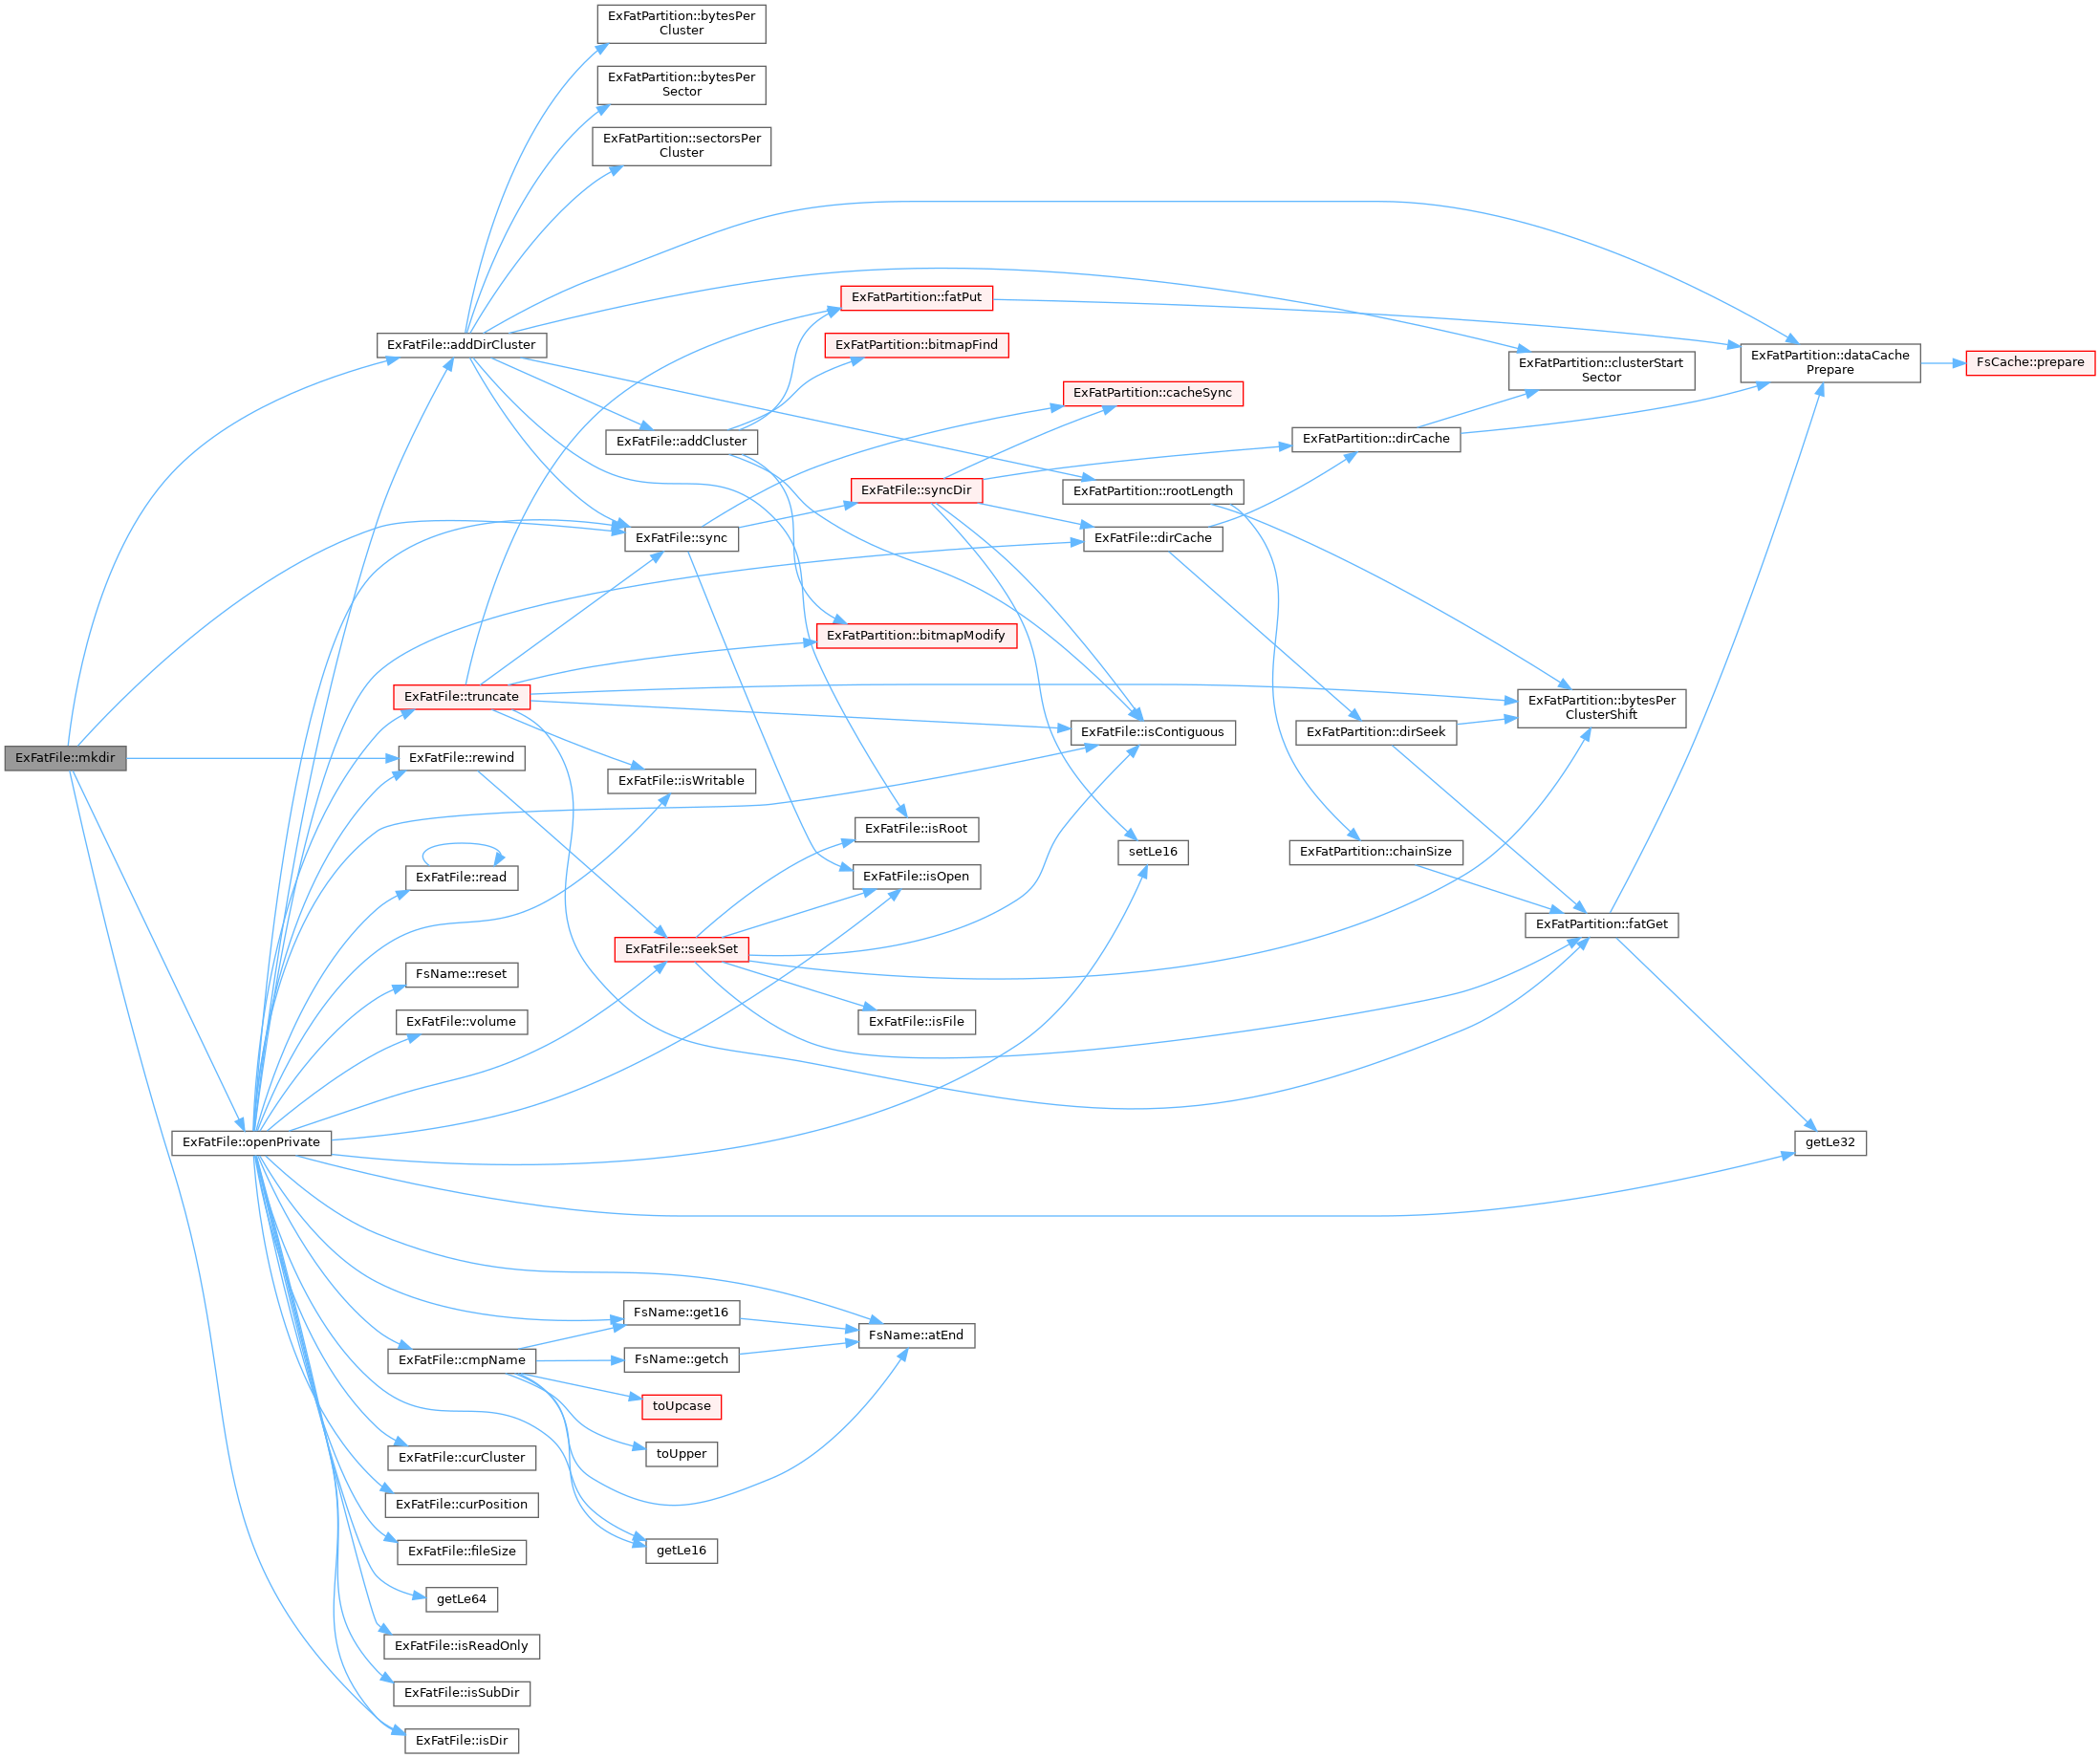 ExFatPartition::bytesPer
Cluster
ExFatPartition::bytesPer
Sector
ExFatPartition::sectorsPer
Cluster
ExFatPartition::fatPut
ExFatFile::addDirCluster
ExFatPartition::bitmapFind
ExFatPartition::clusterStart
Sector
ExFatPartition::dataCache
Prepare
FsCache::prepare
ExFatPartition::cacheSync
ExFatFile::addCluster
ExFatPartition::dirCache
ExFatFile::syncDir
ExFatPartition::rootLength
ExFatFile::sync
ExFatFile::dirCache
ExFatPartition::bitmapModify
ExFatFile::truncate
ExFatPartition::bytesPer
ClusterShift
ExFatFile::isContiguous
ExFatPartition::dirSeek
ExFatFile::mkdir
ExFatFile::rewind
ExFatFile::isWritable
ExFatFile::isRoot
setLe16
ExFatPartition::chainSize
ExFatFile::read
ExFatFile::isOpen
ExFatPartition::fatGet
ExFatFile::seekSet
FsName::reset
ExFatFile::volume
ExFatFile::isFile
ExFatFile::openPrivate
getLe32
FsName::get16
FsName::atEnd
ExFatFile::cmpName
FsName::getch
toUpcase
ExFatFile::curCluster
toUpper
ExFatFile::curPosition
ExFatFile::fileSize
getLe16
getLe64
ExFatFile::isReadOnly
ExFatFile::isSubDir
ExFatFile::isDir